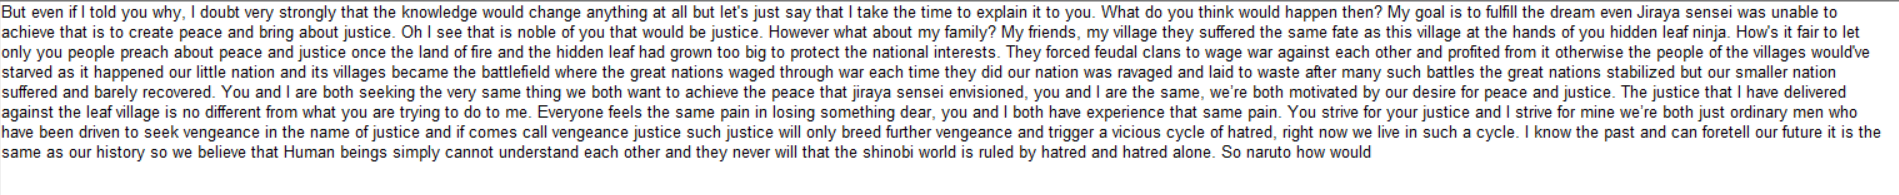 But even if I told you why, I doubt very strongly that the knowledge would change anything at all but let's just say that I take the time to explain it to you. What do you think would happen then? My goal is to fulfill the dream even Jiraya sensei was unable to
achieve that is to create peace and bring about justice. Oh I see that is noble of you that would be justice. However what about my family? My friends, my village they suffered the same fate as this village at the hands of you hidden leaf ninja. How's it fair to let
only you people preach about peace and justice once the land of fire and the hidden leaf had grown too big to protect the national interests. They forced feudal clans to wage war against each other and profited from it otherwise the people of the villages would've
starved as it happened our little nation and its villages became the battlefield where the great nations waged through war each time they did our nation was ravaged and laid to waste after many such battles the great nations stabilized but our smaller nation
suffered and barely recovered. You and I are both seeking the very same thing we both want to achieve the peace that jiraya sensei envisioned, you and I are the same, we're both motivated by our desire for peace and justice. The justice that I have delivered
against the leaf village is no different from what you are trying to do to me. Everyone feels the same pain in losing something dear, you and I both have experience that same pain. You strive for your justice and I strive for mine we're both just ordinary men who
have been driven to seek vengeance in the name of justice and if comes call vengeance justice such justice will only breed further vengeance and trigger a vicious cycle of hatred, right now we live in such a cycle. I know the past and can foretell our future it is the
same as our history so we believe that Human beings simply cannot understand each other and they never will that the shinobi world is ruled by hatred and hatred alone. So naruto how would